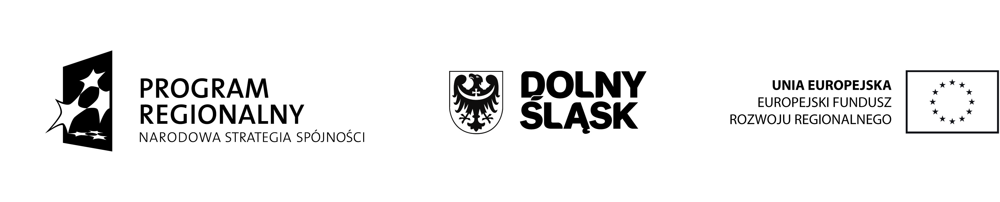 PROGRAM
REGIONALNY
NARODOWA STRATEGIA SPÓJNOŚCI
DOLNY
ŚLĄSK
UNIA EUROPEJSKA
EUROPEJSKI FUNDUSZ
ROZWOJU REGIONALNEGO